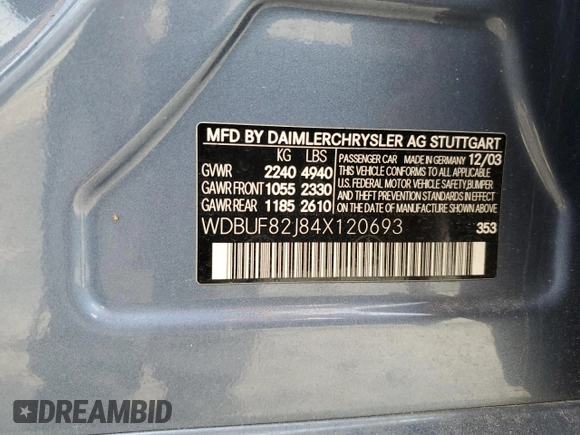 MFD BY DAIMLERCHRYSLER AG STUTTGART
KG LBS
GVWR 2240 4940
GAWR FRONT 1055 2330
GAWR REAR 1185 2610
PASSENGER CAR MADE IN GERMANY 12/03
THIS VEHICLE CONFORMS TO ALL APPLICABLE
U.S. FEDERAL MOTOR VEHICLE SAFETY, BUMPER
AND THEFT PREVENTION STANDARDS IN EFFECT
ON THE DATE OF MANUFACTURE SHOWN ABOVE
WDBUF82J84X120693
353
DREAMBID